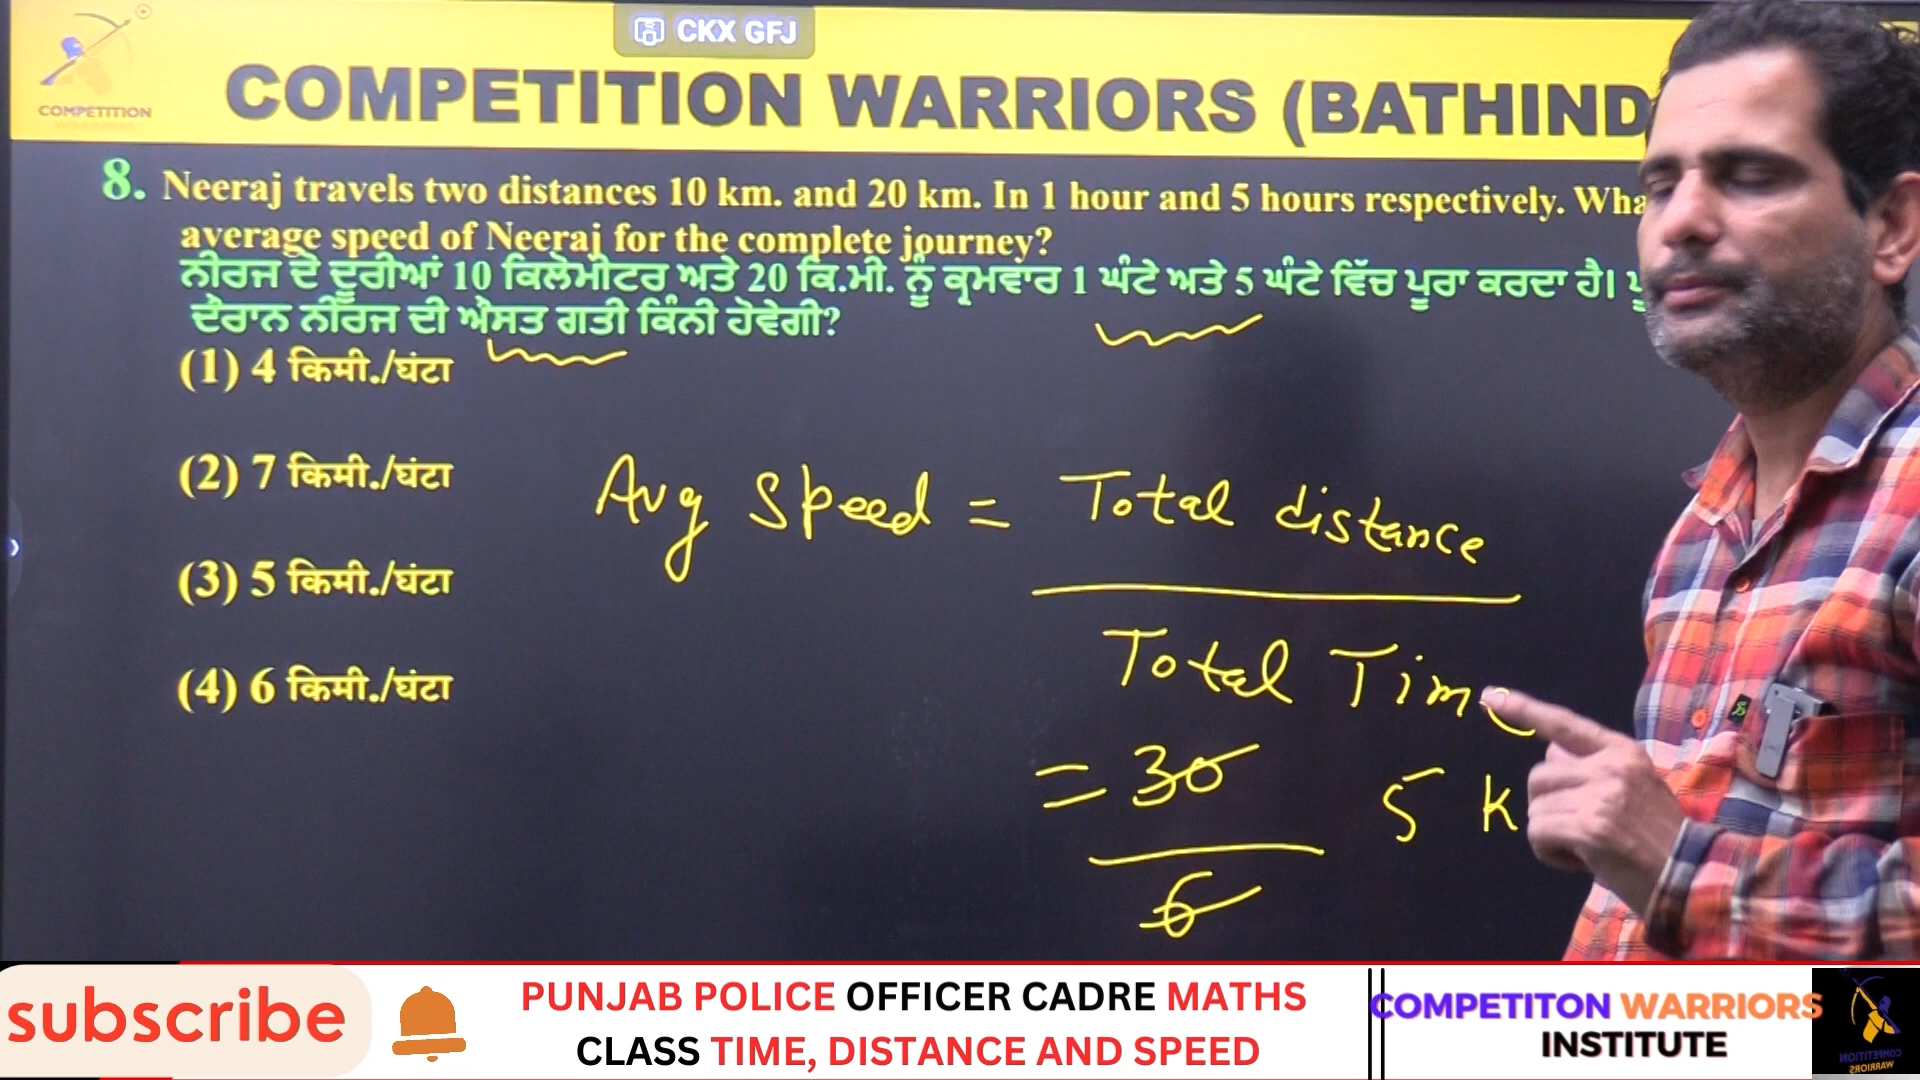 CKX GFJ
COMPETITION
COMPETITION WARRIORS (BATHIND
8. Neeraj travels two distances 10 km. and 20 km. In 1 hour and 5 hours respectively. Wha
average speed of Neeraj for the complete journey?
ਨੀਰਜ ਦੋ ਦੂਰੀਆਂ 10 ਕਿਲੋਮੀਟਰ ਅਤੇ 20 ਕਿ.ਮੀ. ਨੂੰ ਕ੍ਰਮਵਾਰ 1 ਘੰਟੇ ਅਤੇ 5 ਘੰਟੇ ਵਿੱਚ ਪੂਰਾ ਕਰਦਾ ਹੈ। ਪੂ
ਦੌਰਾਨ ਨੀਰਜ ਦੀ ਔਸਤ ਗਤੀ ਕਿੰਨੀ ਹੋਵੇਗੀ?
(1) 4 किमी./घंटा
(2) 7 किमी./घंटा
(3) 5 किमी./घंटा
(4) 6 किमी./घंटा
Avg Speed = Total distance
Total Time
= 30 5 K
6
subscribe
PUNJAB POLICE OFFICER CADRE MATHS
CLASS TIME, DISTANCE AND SPEED
COMPETITON WARRIORS
INSTITUTE
COMPETITION
WARRIORS